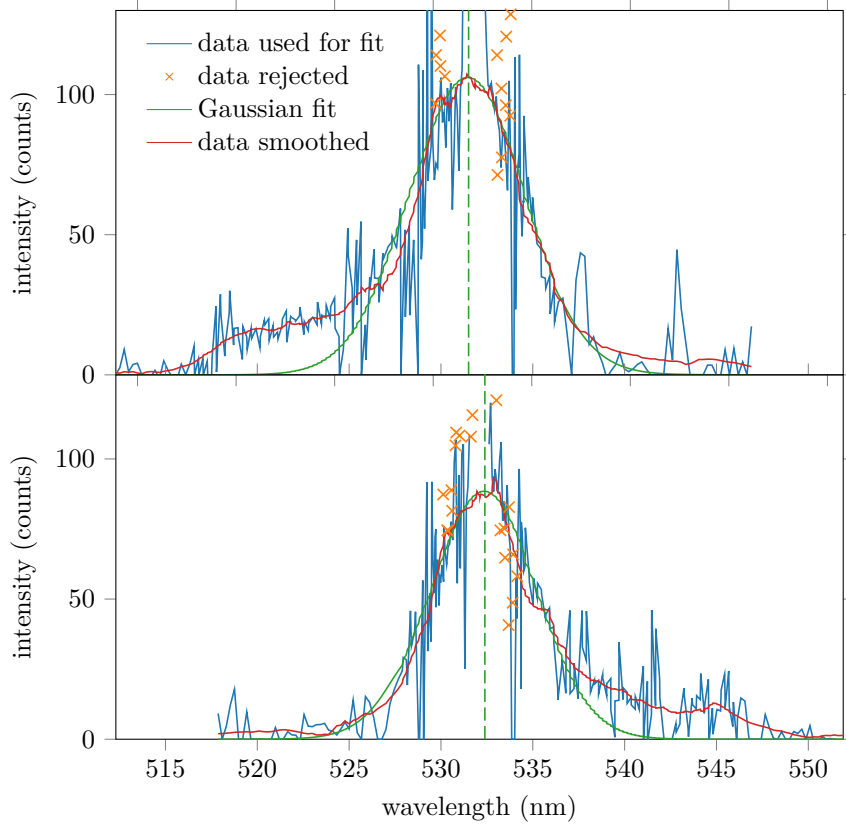 data used for fit
data rejected
Gaussian fit
data smoothed
100
50
0
intensity (counts)
100
50
0
intensity (counts)
515 520 525 530 535 540 545 550
wavelength (nm)